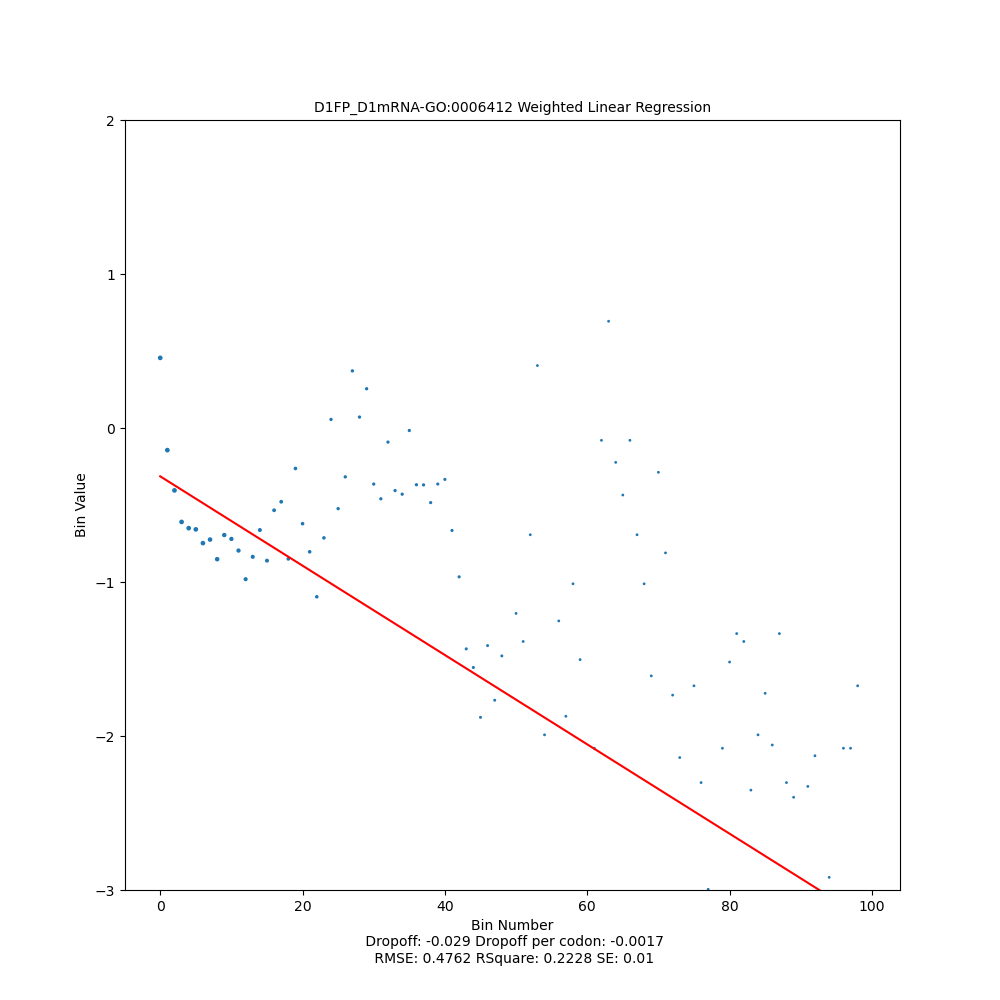 D1FP_D1mRNA-GO:0006412 Weighted Linear Regression
2
1
0
−1
−2
−3
Bin Value
0 20 40 60 80 100
Bin Number
Dropoff: -0.029 Dropoff per codon: -0.0017
RMSE: 0.4762 RSquare: 0.2228 SE: 0.01